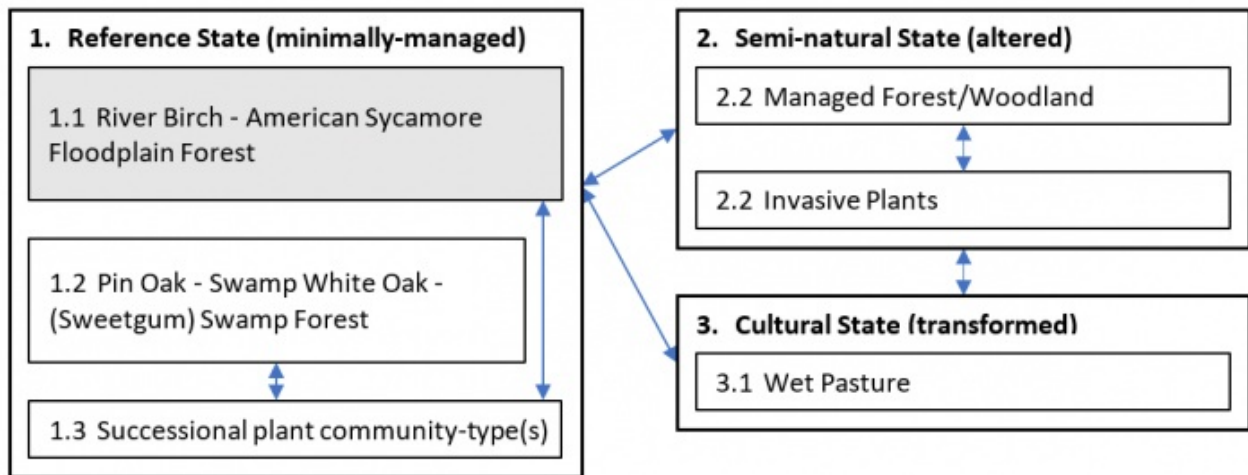 1. Reference State (minimally-managed)
1.1 River Birch - American Sycamore
Floodplain Forest
1.2 Pin Oak - Swamp White Oak -
(Sweetgum) Swamp Forest
1.3 Successional plant community-type(s)
2. Semi-natural State (altered)
2.2 Managed Forest/Woodland
2.2 Invasive Plants
3. Cultural State (transformed)
3.1 Wet Pasture